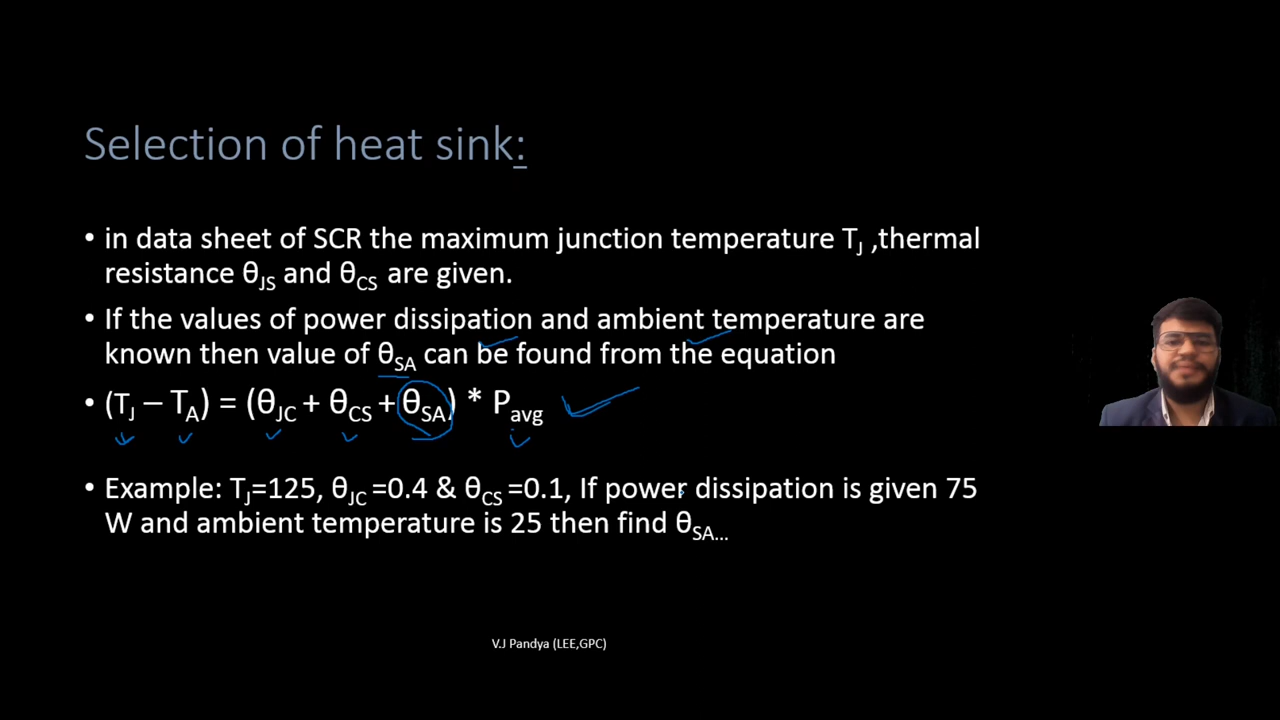 Selection of heat sink:
• in data sheet of SCR the maximum junction temperature TJ ,thermal
resistance θJS and θCS are given.
• If the values of power dissipation and ambient temperature are
known then value of θSA can be found from the equation
• (TJ – TA) = (θJC + θCS + θSA) * Pavg
• Example: TJ=125, θJC =0.4 & θCS =0.1, If power dissipation is given 75
W and ambient temperature is 25 then find θSA...
V.J Pandya (LEE,GPC)